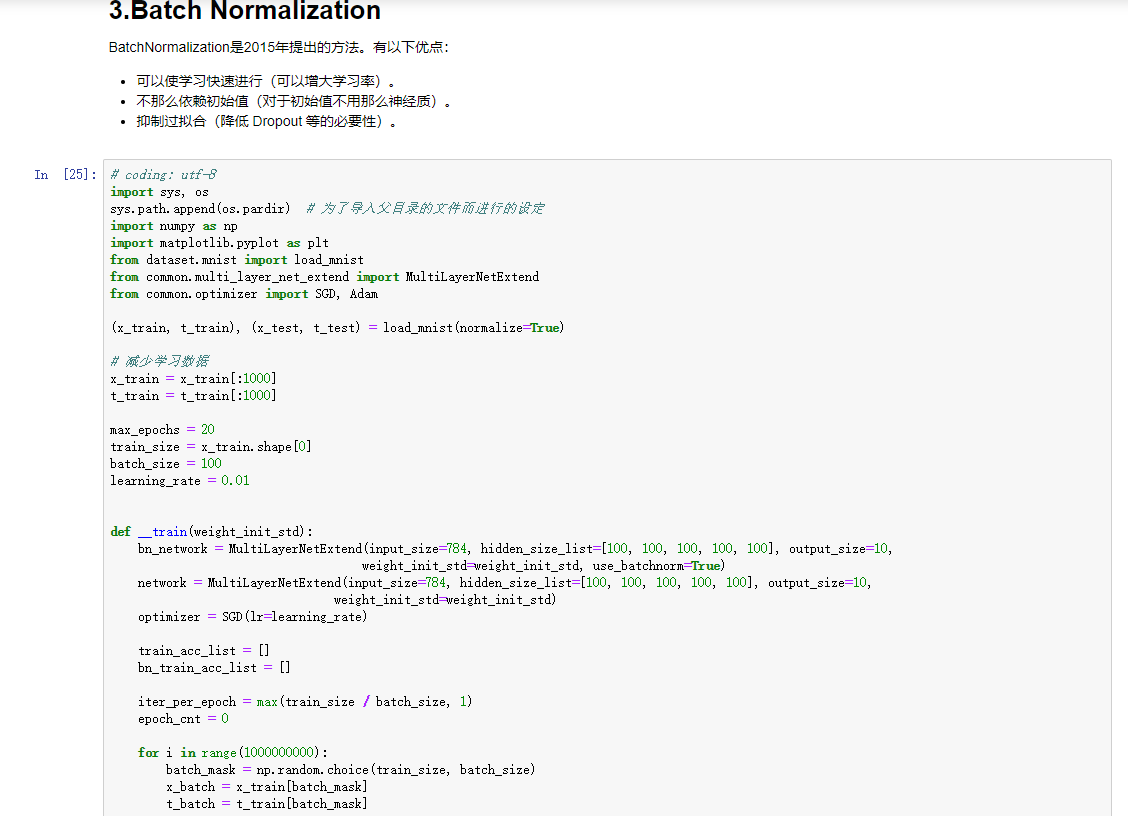 3.Batch Normalization
BatchNormalization是2015年提出的方法。有以下优点：
• 可以使学习快速进行（可以增大学习率）。
• 不那么依赖初始值（对于初始值不用那么神经质）。
• 抑制过拟合（降低 Dropout 等的必要性）。
In [25]:
# coding: utf-8
import sys, os
sys.path.append(os.pardir)  # 为了导入父目录的文件而进行的设定
import numpy as np
import matplotlib.pyplot as plt
from dataset.mnist import load_mnist
from common.multi_layer_net_extend import MultiLayerNetExtend
from common.optimizer import SGD, Adam
(x_train, t_train), (x_test, t_test) = load_mnist(normalize=True)
# 减少学习数据
x_train = x_train[:1000]
t_train = t_train[:1000]
max_epochs = 20
train_size = x_train.shape[0]
batch_size = 100
learning_rate = 0.01
def __train(weight_init_std):
    bn_network = MultiLayerNetExtend(input_size=784, hidden_size_list=[100, 100, 100, 100, 100], output_size=10,
                                    weight_init_std=weight_init_std, use_batchnorm=True)
    network = MultiLayerNetExtend(input_size=784, hidden_size_list=[100, 100, 100, 100, 100], output_size=10,
                                weight_init_std=weight_init_std)
    optimizer = SGD(lr=learning_rate)
    train_acc_list = []
    bn_train_acc_list = []
    iter_per_epoch = max(train_size / batch_size, 1)
    epoch_cnt = 0
    for i in range(1000000000):
        batch_mask = np.random.choice(train_size, batch_size)
        x_batch = x_train[batch_mask]
        t_batch = t_train[batch_mask]